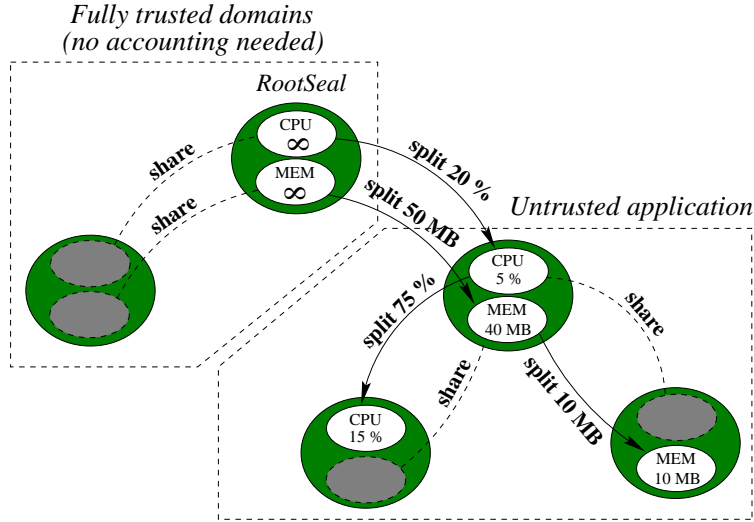 Fully trusted domains
(no accounting needed)
RootSeal
CPU
∞
MEM
∞
share
share
split 20 %
split 50 MB
Untrusted application
CPU
5 %
MEM
40 MB
split 75 %
share
share
split 10 MB
CPU
15 %
MEM
10 MB